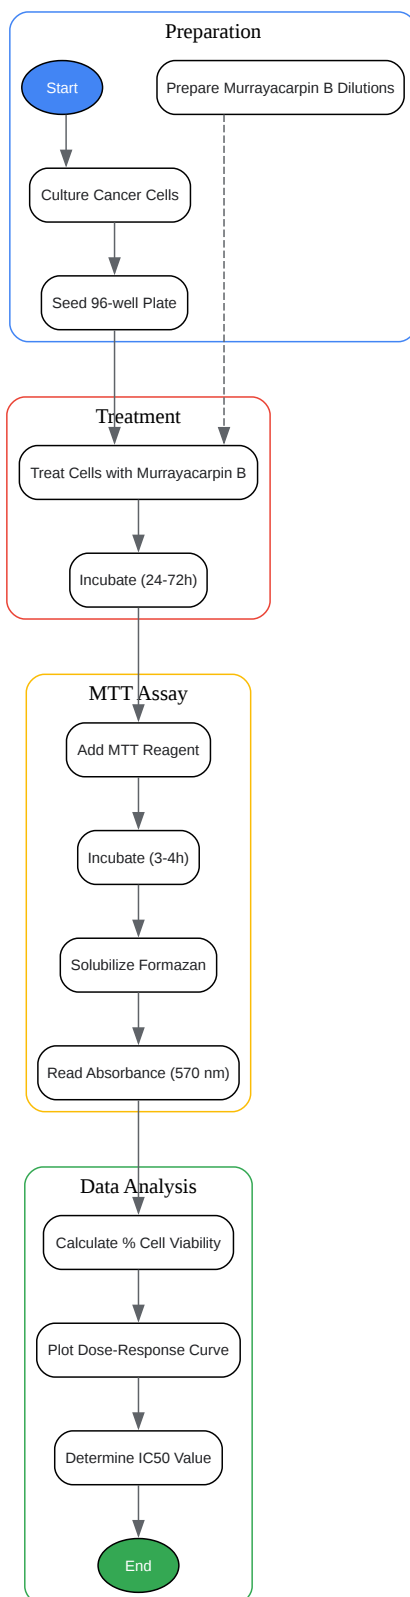 Preparation
Start
Prepare Murrayacarpin B Dilutions
Culture Cancer Cells
Seed 96-well Plate
Treatment
Treat Cells with Murrayacarpin B
Incubate (24-72h)
MTT Assay
Add MTT Reagent
Incubate (3-4h)
Solubilize Formazan
Read Absorbance (570 nm)
Data Analysis
Calculate % Cell Viability
Plot Dose-Response Curve
Determine IC50 Value
End